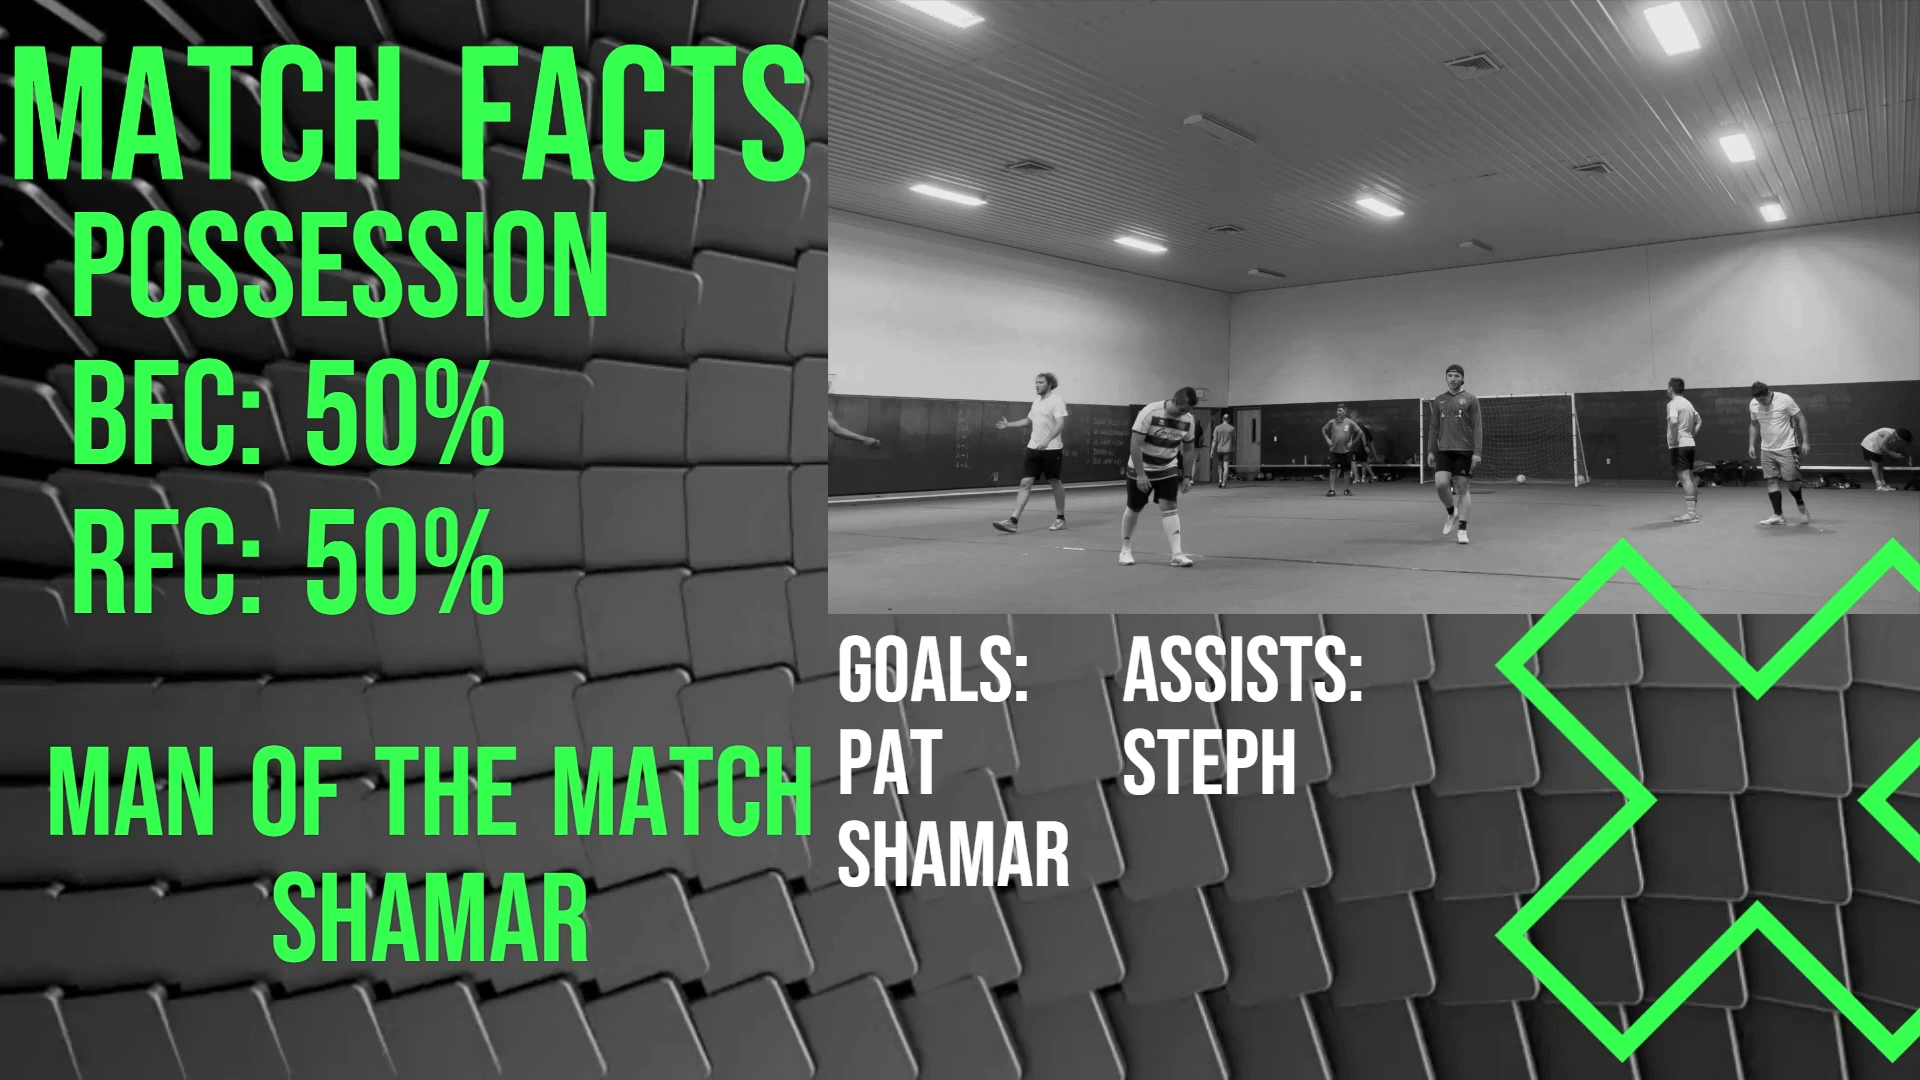 MATCH FACTS
POSSESSION
BFC: 50%
RFC: 50%
MAN OF THE MATCH
SHAMAR
GOALS:
PAT
SHAMAR
ASSISTS:
STEPH